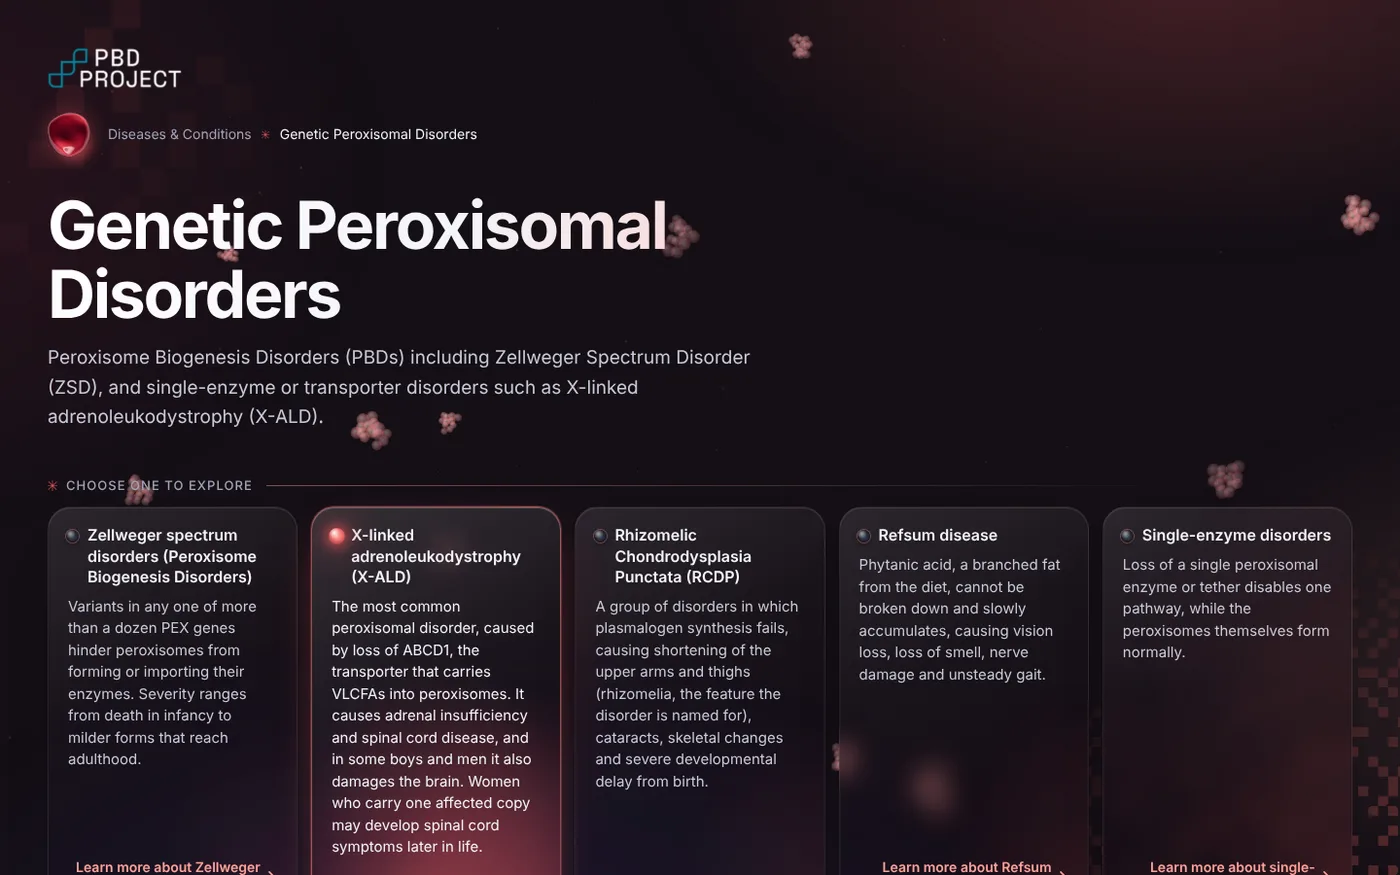 PBD
PROJECT
Diseases & Conditions
Genetic Peroxisomal Disorders
Genetic Peroxisomal
Disorders
Peroxisome Biogenesis Disorders (PBDs) including Zellweger Spectrum Disorder
(ZSD), and single-enzyme or transporter disorders such as X-linked
adrenoleukodystrophy (X-ALD).
CHOOSE ONE TO EXPLORE
Zellweger spectrum
disorders (Peroxisome
Biogenesis Disorders)
Variants in any one of more
than a dozen PEX genes
hinder peroxisomes from
forming or importing their
enzymes. Severity ranges
from death in infancy to
milder forms that reach
adulthood.
Learn more about Zellweger
X-linked
adrenoleukodystrophy
(X-ALD)
The most common
peroxisomal disorder, caused
by loss of ABCD1, the
transporter that carries
VLCFAs into peroxisomes. It
causes adrenal insufficiency
and spinal cord disease, and
in some boys and men it also
damages the brain. Women
who carry one affected copy
may develop spinal cord
symptoms later in life.
Rhizomelic
Chondrodysplasia
Punctata (RCDP)
A group of disorders in which
plasmalogen synthesis fails,
causing shortening of the
upper arms and thighs
(rhizomelia, the feature the
disorder is named for),
cataracts, skeletal changes
and severe developmental
delay from birth.
Refsum disease
Phytanic acid, a branched fat
from the diet, cannot be
broken down and slowly
accumulates, causing vision
loss, loss of smell, nerve
damage and unsteady gait.
Learn more about Refsum
Single-enzyme disorders
Loss of a single peroxisomal
enzyme or tether disables one
pathway, while the
peroxisomes themselves form
normally.
Learn more about single-